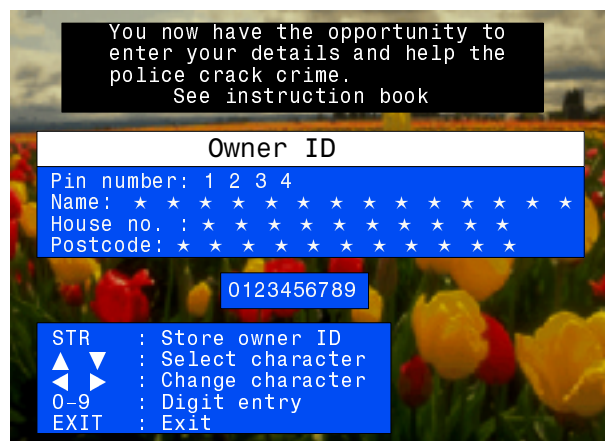 You now have the opportunity to
enter your details and help the
police crack crime.
See instruction book
Owner ID
Pin number: 1 2 3 4
Name: ★ ★ ★ ★ ★ ★ ★ ★ ★ ★ ★ ★ ★ ★
House no. : ★ ★ ★ ★ ★ ★ ★ ★ ★ ★
Postcode: ★ ★ ★ ★ ★ ★ ★ ★ ★ ★ ★
0123456789
STR : Store owner ID
▲ ▼ : Select character
◀ ▶ : Change character
0-9 : Digit entry
EXIT : Exit